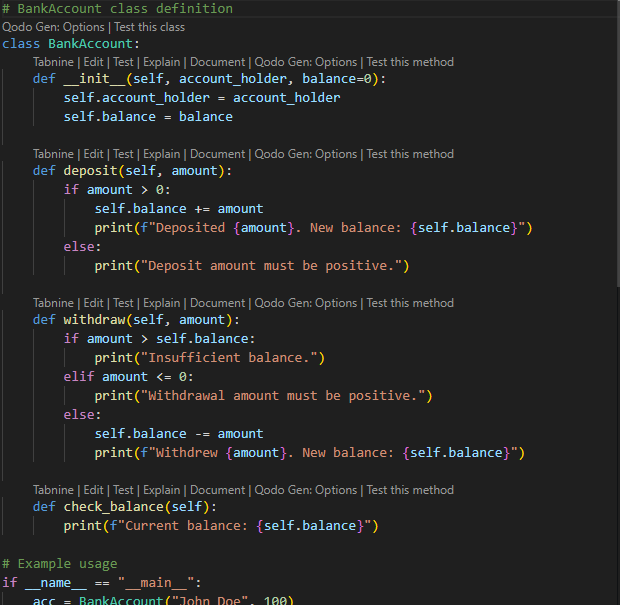 # BankAccount class definition
Qodo Gen: Options | Test this class
class BankAccount:
Tabnine | Edit | Test | Explain | Document | Qodo Gen: Options | Test this method
def __init__(self, account_holder, balance=0):
self.account_holder = account_holder
self.balance = balance
Tabnine | Edit | Test | Explain | Document | Qodo Gen: Options | Test this method
def deposit(self, amount):
if amount > 0:
self.balance += amount
print(f"Deposited {amount}. New balance: {self.balance}")
else:
print("Deposit amount must be positive.")
Tabnine | Edit | Test | Explain | Document | Qodo Gen: Options | Test this method
def withdraw(self, amount):
if amount > self.balance:
print("Insufficient balance.")
elif amount <= 0:
print("Withdrawal amount must be positive.")
else:
self.balance -= amount
print(f"Withdrew {amount}. New balance: {self.balance}")
Tabnine | Edit | Test | Explain | Document | Qodo Gen: Options | Test this method
def check_balance(self):
print(f"Current balance: {self.balance}")
# Example usage
if __name__ == "__main__":
acc = BankAccount("John Doe", 100)